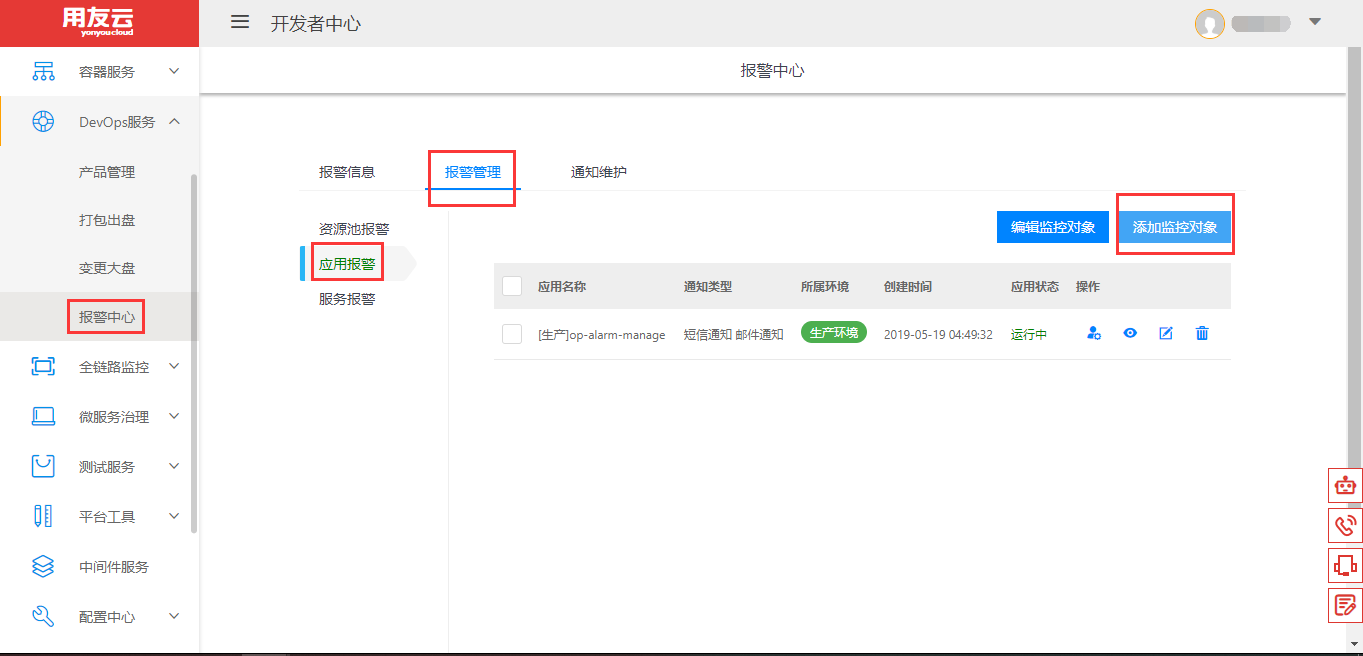 用友云
yonyoucloud
开发者中心
容器服务
DevOps服务
产品管理
打包出盘
变更大盘
报警中心
全链路监控
微服务治理
测试服务
平台工具
中间件服务
配置中心
报警中心
报警信息 报警管理 通知维护
资源池报警
应用报警
服务报警
编辑监控对象 添加监控对象
应用名称 通知类型 所属环境 创建时间 应用状态 操作
[生产]op-alarm-manage 短信通知 邮件通知 生产环境 2019-05-19 04:49:32 运行中